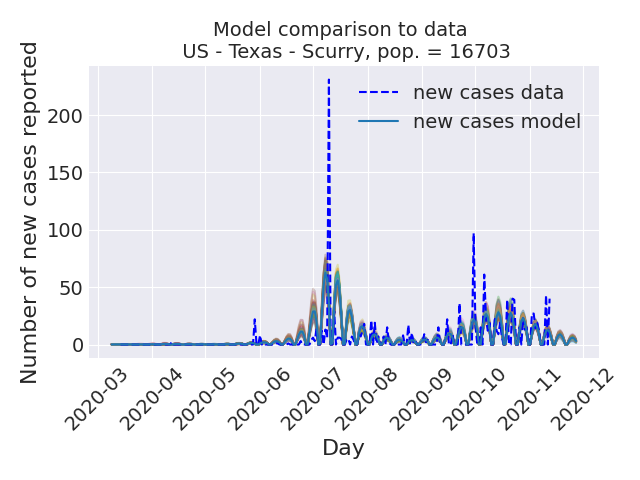 Model comparison to data
US - Texas - Scurry, pop. = 16703
Number of new cases reported
200
150
100
50
0
new cases data
new cases model
2020-03
2020-04
2020-05
2020-06
2020-07
2020-08
2020-09
2020-10
2020-11
2020-12
Day